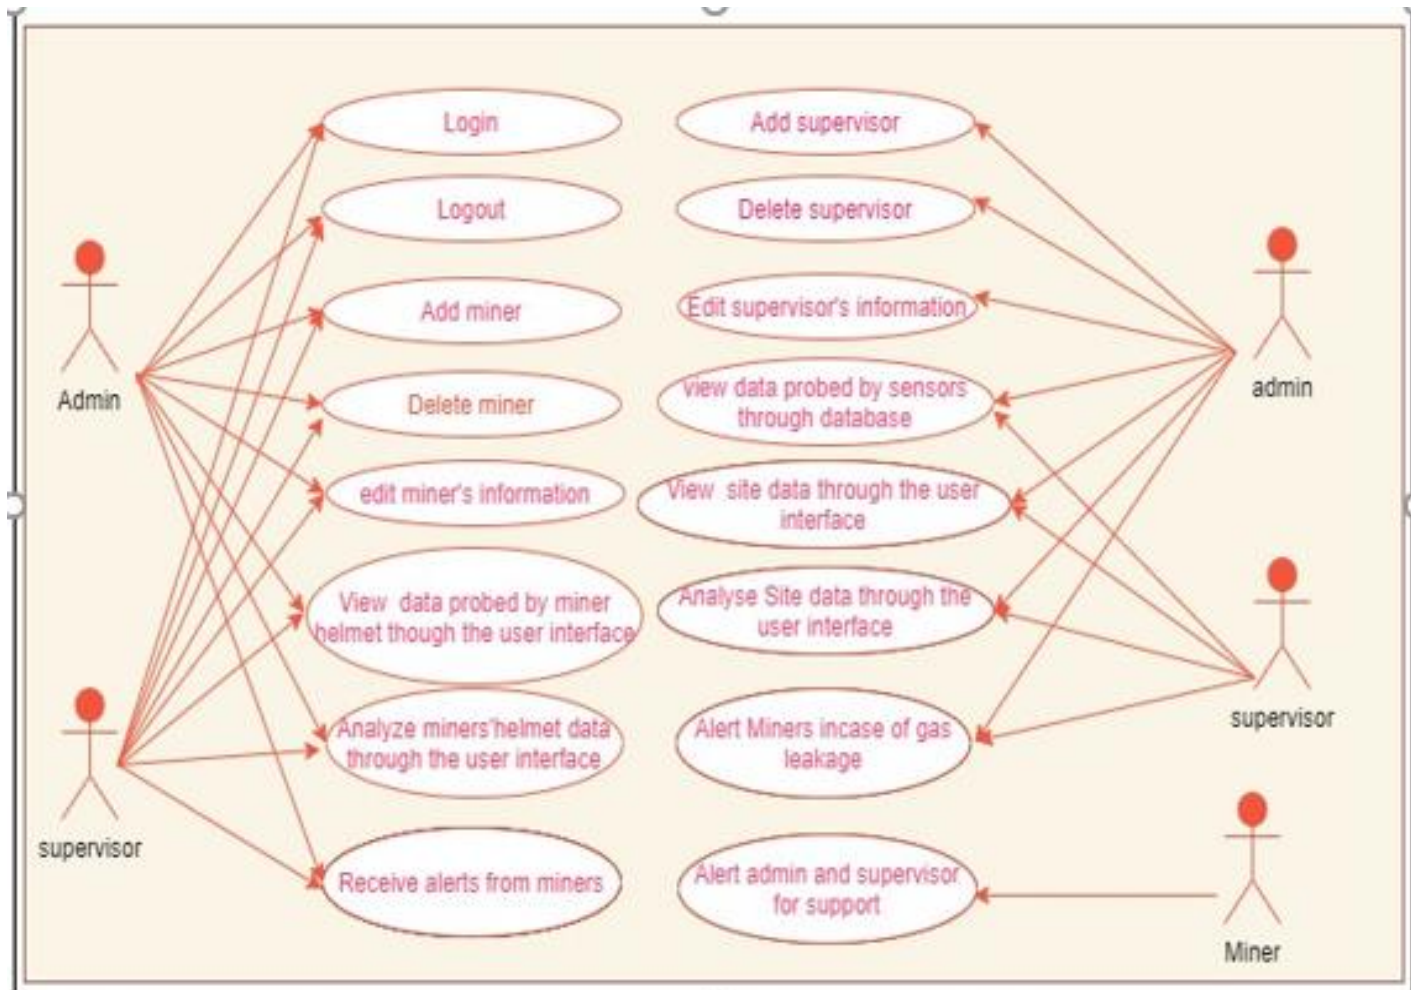 Login
Logout
Add miner
Delete miner
edit miner's information
View data probed by miner
helmet though the user interface
Analyze miners'helmet data
through the user interface
Receive alerts from miners
Add supervisor
Delete supervisor
Edit supervisor's information
view data probed by sensors
through database
View site data through the user
interface
Analyse Site data through the
user interface
Alert Miners incase of gas
leakage
Alert admin and supervisor
for support
Admin
supervisor
admin
supervisor
Miner